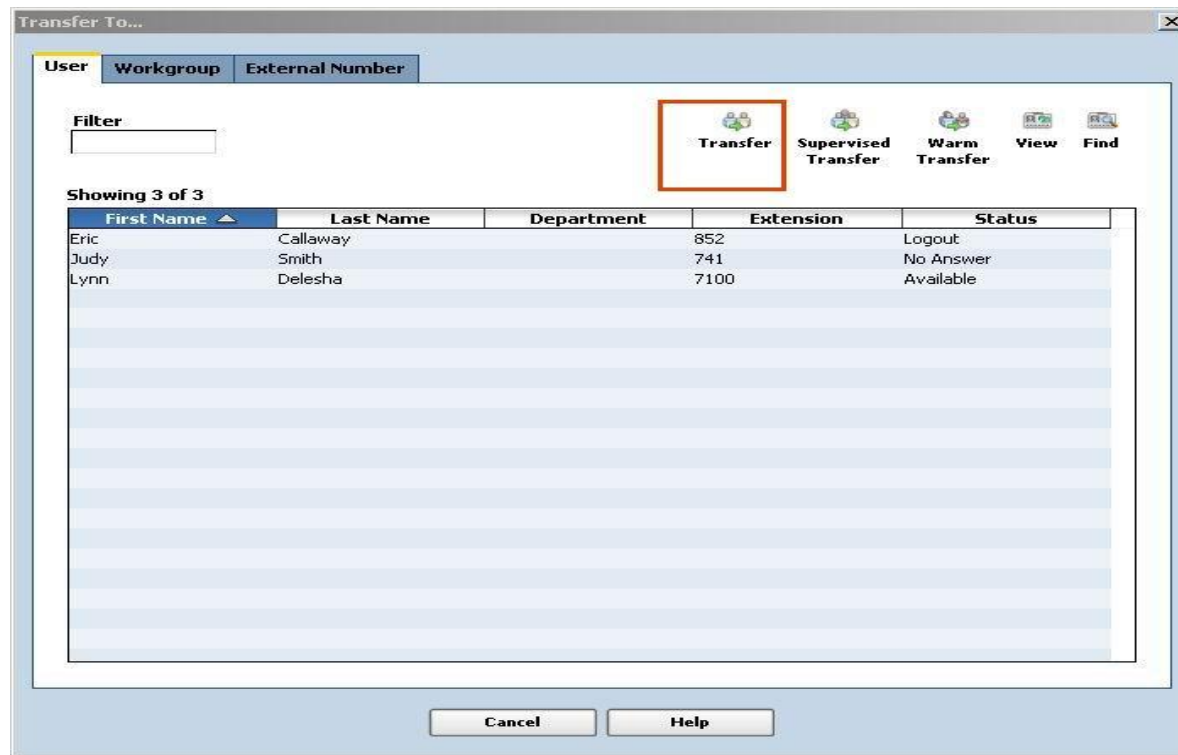 Transfer To...
User Workgroup External Number
Filter
Transfer Supervised Transfer Warm Transfer View Find
Showing 3 of 3
First Name Last Name Department Extension Status
Eric Callaway 852 Logout
Judy Smith 741 No Answer
Lynn Delesha 7100 Available
Cancel Help